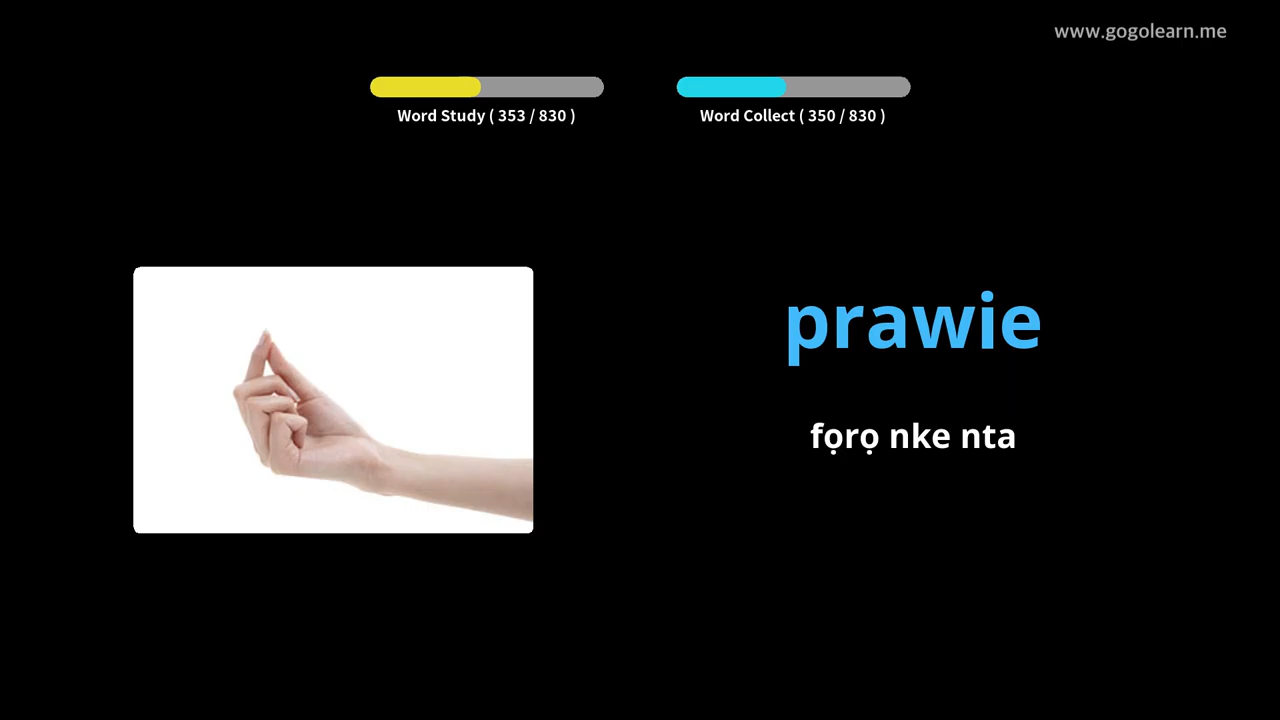 www.gogolearn.me
Word Study ( 353 / 830 )
Word Collect ( 350 / 830 )
prawie
fọrọ nke nta